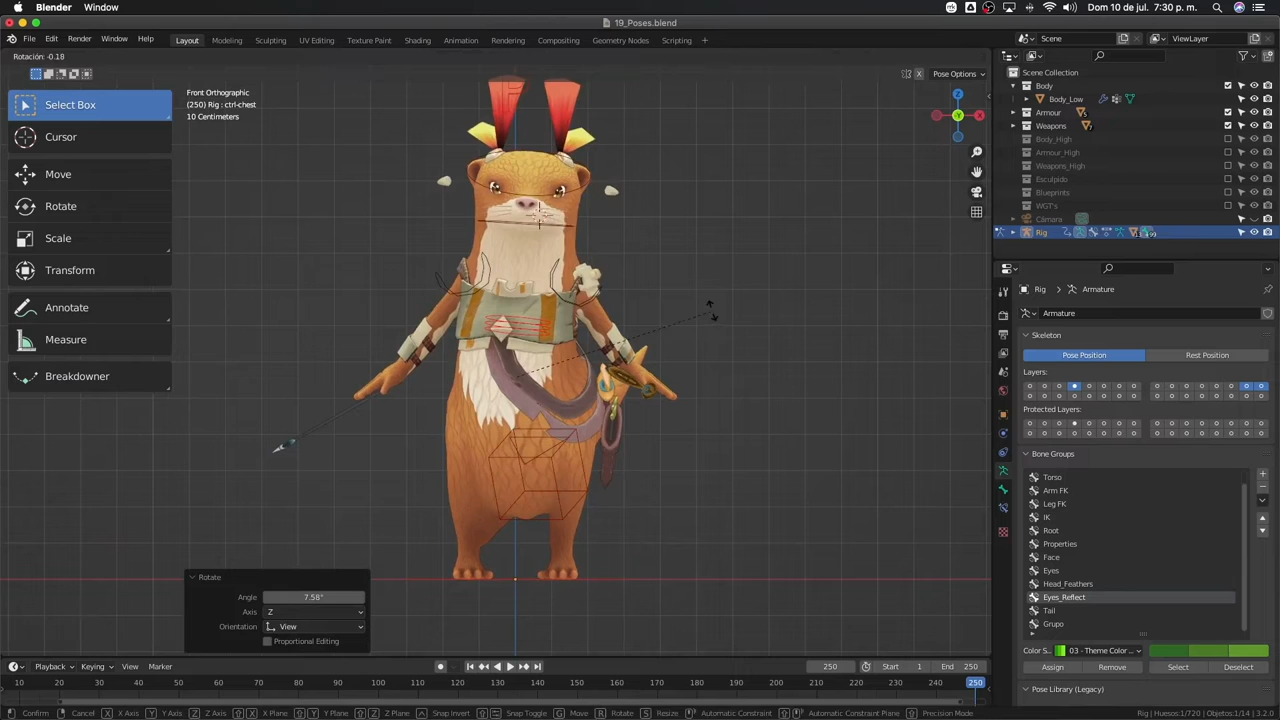 Blender Window Dom 10 de jul. 7:30 p. m.
19_Poses.blend
File Edit Render Window Help Layout Modeling Sculpting UV Editing Texture Paint Shading Animation Rendering Compositing Geometry Nodes Scripting + Scene ViewLayer
Rotación: -0.18
X Pose Options
Select Box
Cursor
Move
Rotate
Scale
Transform
Annotate
Measure
Breakdowner
Front Orthographic
(250) Rig : ctrl-chest
10 Centimeters
Z
Y
X
Scene Collection
Body
Body_Low
Armour
Weapons
Body_High
Armour_High
Weapons_High
Esculpido
Blueprints
WGT's
Câmara
Rig
Rig Armature
Armature
Skeleton
Pose Position Rest Position
Layers:
Protected Layers:
Bone Groups
Torso
Arm FK
Leg FK
IK
Root
Properties
Face
Eyes
Head_Feathers
Eyes_Reflect
Tail
Grupo
Color S... 03 - Theme Color ...
Assign Remove Select Deselect
Pose Library (Legacy)
Rotate
Angle 7.58°
Axis Z
Orientation View
Proportional Editing
Playback Keying View Marker 250 Start 1 End 250
10 20 30 40 50 60 70 80 90 100 110 120 130 140 150 160 170 180 190 200 210 220 230 240 250
Confirm Cancel X X Axis Y Y Axis Z Z Axis X X Plane Y Y Plane Z Z Plane Snap Invert Snap Toggle G Move R Rotate S Resize Automatic Constraint Automatic Constraint Plane Precision Mode Objects 1/14 3.2.0